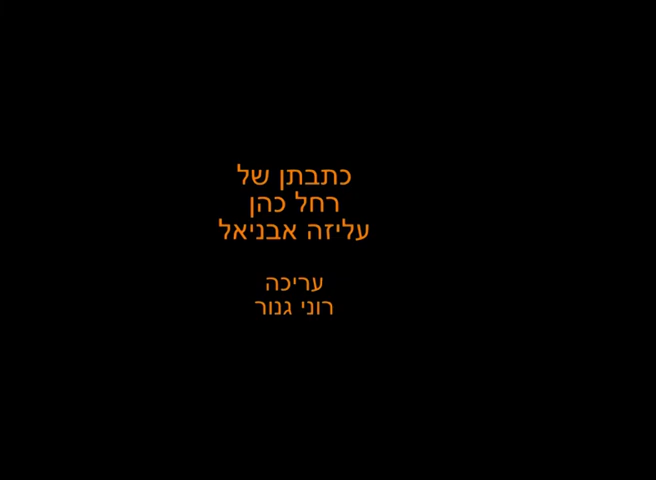 כתבתן של
רחל כהן
עליזה אבניאל
עריכה
רוני גנור